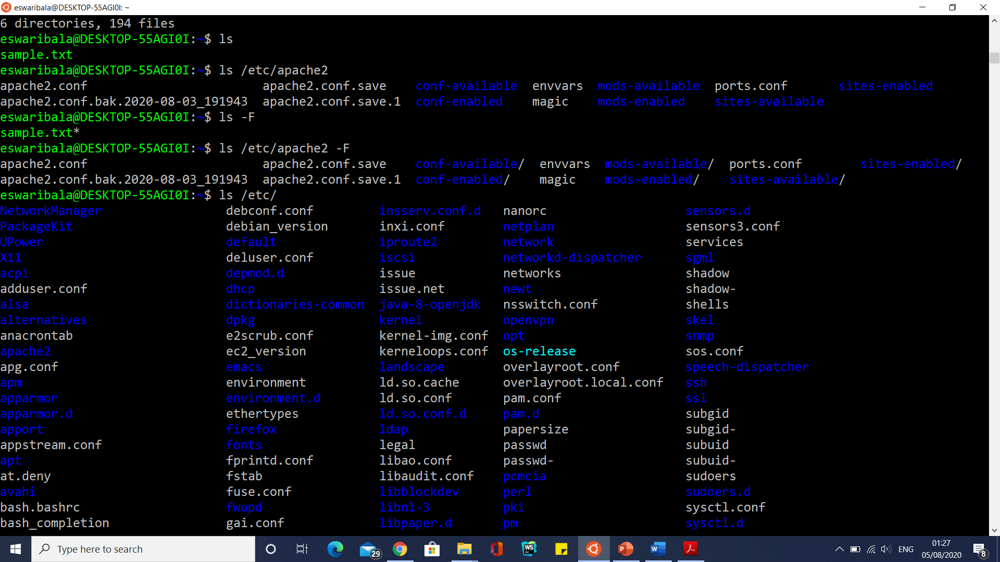 eswaribala@DESKTOP-55AGI0I: ~
6 directories, 194 files
eswaribala@DESKTOP-55AGI0I:~$ ls
sample.txt
eswaribala@DESKTOP-55AGI0I:~$ ls /etc/apache2
apache2.conf apache2.conf.save conf-available envvars mods-available ports.conf sites-enabled
apache2.conf.bak.2020-08-03_191943 apache2.conf.save.1 conf-enabled magic mods-enabled sites-available
eswaribala@DESKTOP-55AGI0I:~$ ls -F
sample.txt*
eswaribala@DESKTOP-55AGI0I:~$ ls /etc/apache2 -F
apache2.conf apache2.conf.save conf-available/ envvars mods-available/ ports.conf sites-enabled/
apache2.conf.bak.2020-08-03_191943 apache2.conf.save.1 conf-enabled/ magic mods-enabled/ sites-available/
eswaribala@DESKTOP-55AGI0I:~$ ls /etc/
NetworkManager debconf.conf insserv.conf.d nanorc sensors.d
PackageKit debian_version inxi.conf netplan sensors3.conf
UPower default iproute2 network services
X11 deluser.conf iscsi networkd-dispatcher sgml
acpi depmod.d issue networks shadow
adduser.conf dhcp issue.net newt shadow-
alsa dictionaries-common java-8-openjdk nsswitch.conf shells
alternatives dpkg kernel openvpn skel
anacrontab e2scrub.conf kernel-img.conf opt snmp
apache2 ec2_version kerneloops.conf os-release sos.conf
apg.conf emacs landscape overlayroot.conf speech-dispatcher
apm environment ld.so.cache overlayroot.local.conf ssh
apparmor environment.d ld.so.conf pam.conf ssl
apparmor.d ethertypes ld.so.conf.d pam.d subgid
apport firefox ldap papersize subgid-
appstream.conf fonts legal passwd subuid
apt fprintd.conf libao.conf passwd- subuid-
at.deny fstab libaudit.conf pcmcia sudoers
avahi fuse.conf libblockdev perl sudoers.d
bash.bashrc fwupd libnl-3 pki sysctl.conf
bash_completion gai.conf libpaper.d pm sysctl.d
Type here to search
29
WS
P
W
ENG
01:27
05/08/2020
8